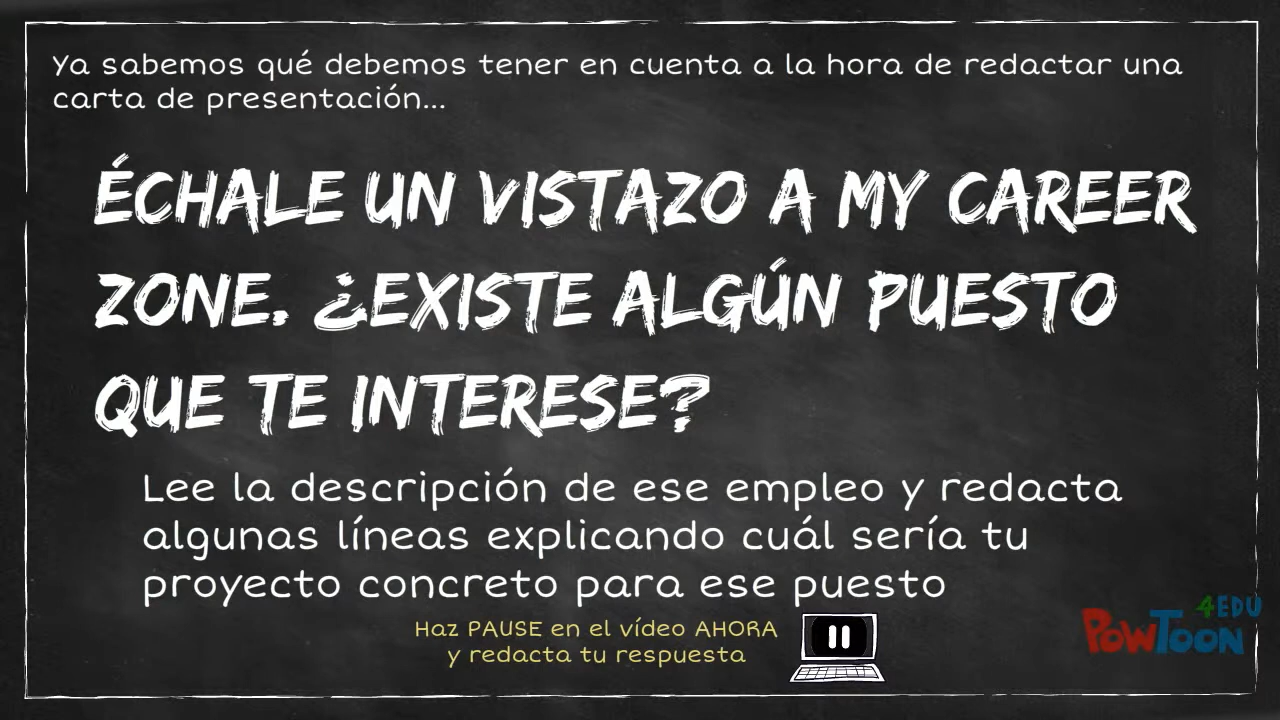 Ya sabemos qué debemos tener en cuenta a la hora de redactar una
carta de presentación...
ÉCHALE UN VISTAZO A MY CAREER
ZONE. ¿EXISTE ALGÚN PUESTO
QUE TE INTERESE?
Lee la descripción de ese empleo y redacta
algunas líneas explicando cuál sería tu
proyecto concreto para ese puesto
Haz PAUSE en el vídeo AHORA
y redacta tu respuesta
4EDU
POWTOON